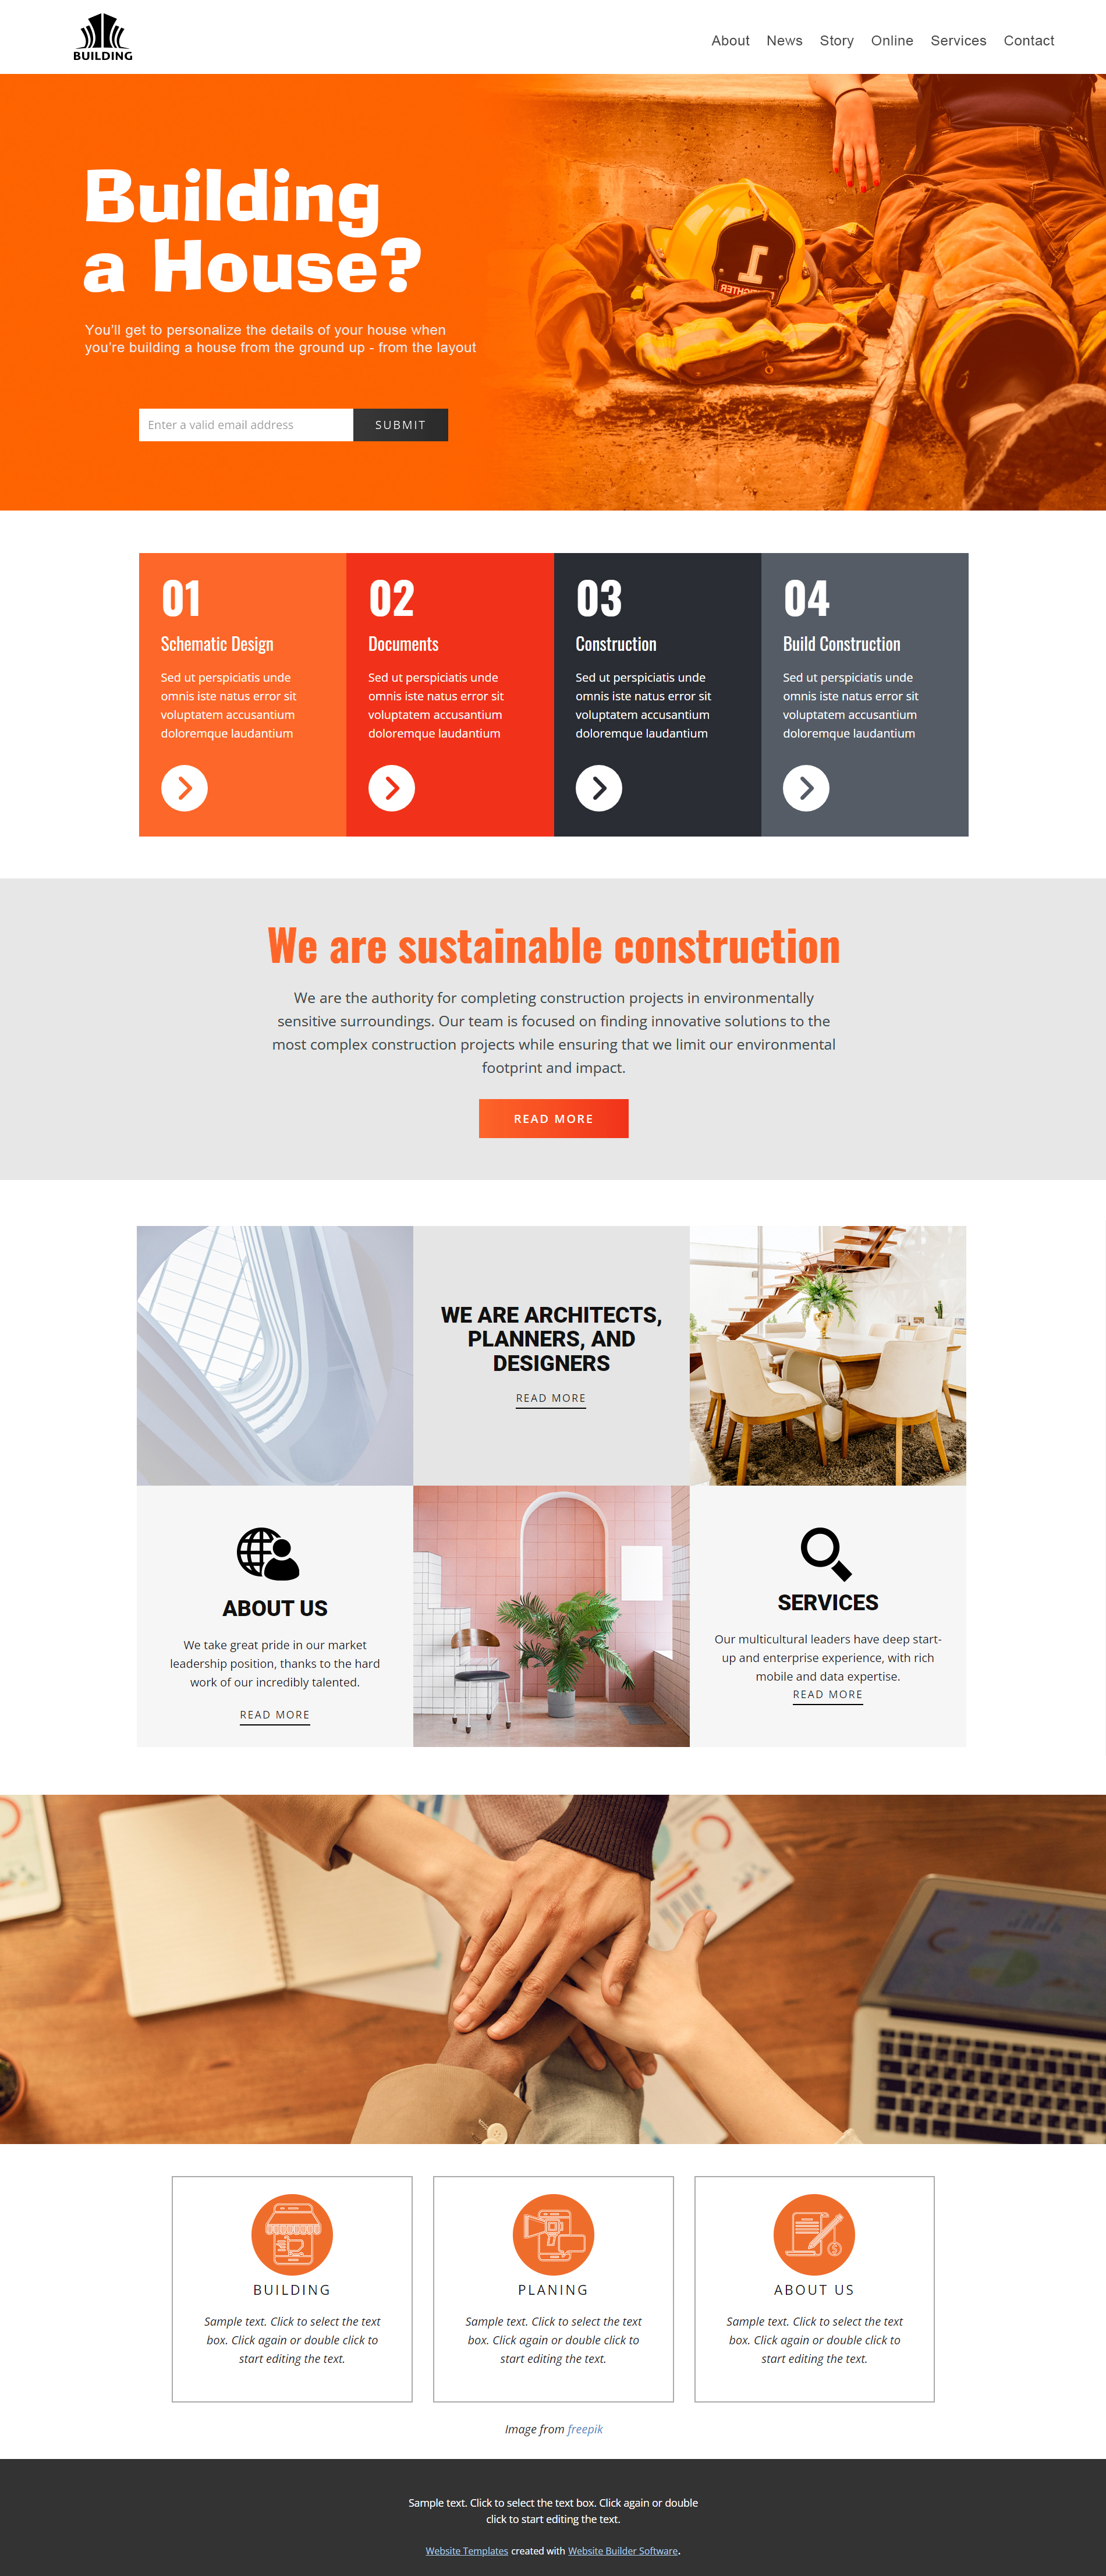 BUILDING
About News Story Online Services Contact
Building
a House?
You'll get to personalize the details of your house when
you're building a house from the ground up - from the layout
Enter a valid email address
SUBMIT
1
01
Schematic Design
Sed ut perspiciatis unde
omnis iste natus error sit
voluptatem accusantium
doloremque laudantium
02
Documents
Sed ut perspiciatis unde
omnis iste natus error sit
voluptatem accusantium
doloremque laudantium
03
Construction
Sed ut perspiciatis unde
omnis iste natus error sit
voluptatem accusantium
doloremque laudantium
04
Build Construction
Sed ut perspiciatis unde
omnis iste natus error sit
voluptatem accusantium
doloremque laudantium
We are sustainable construction
We are the authority for completing construction projects in environmentally
sensitive surroundings. Our team is focused on finding innovative solutions to the
most complex construction projects while ensuring that we limit our environmental
footprint and impact.
READ MORE
WE ARE ARCHITECTS,
PLANNERS, AND
DESIGNERS
READ MORE
ABOUT US
We take great pride in our market
leadership position, thanks to the hard
work of our incredibly talented.
READ MORE
SERVICES
Our multicultural leaders have deep start-
up and enterprise experience, with rich
mobile and data expertise.
READ MORE
BUILDING
Sample text. Click to select the text
box. Click again or double click to
start editing the text.
PLANING
Sample text. Click to select the text
box. Click again or double click to
start editing the text.
ABOUT US
Sample text. Click to select the text
box. Click again or double click to
start editing the text.
Image from freepik
Sample text. Click to select the text box. Click again or double
click to start editing the text.
Website Templates created with Website Builder Software.